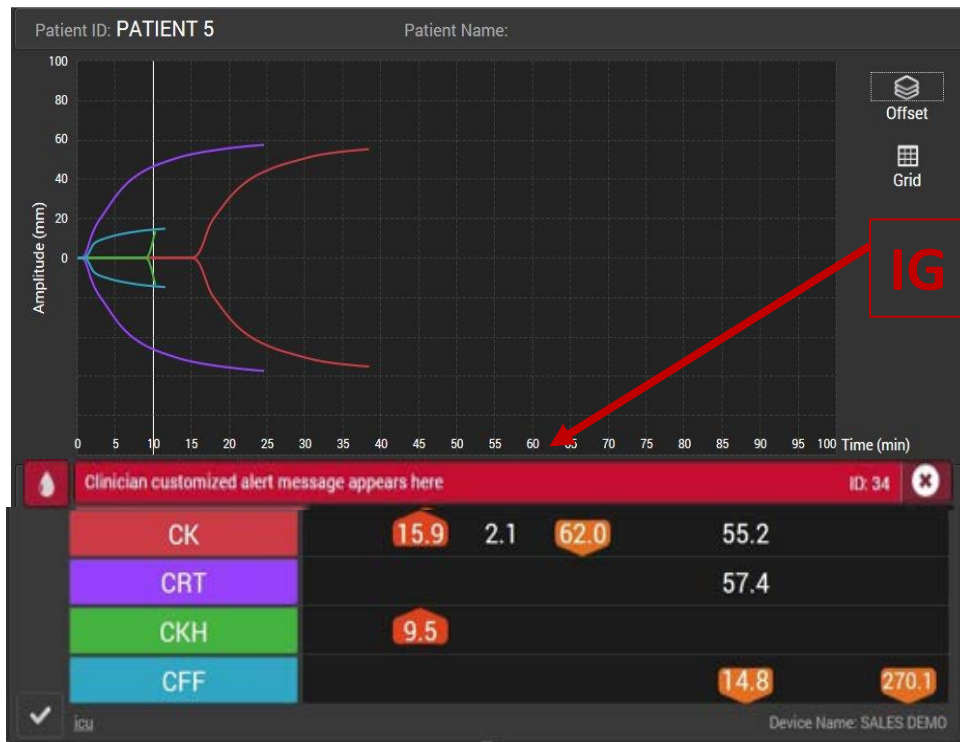 Patient ID: PATIENT 5 Patient Name:
100
80
60
40
20
0
Amplitude (mm)
Offset
Grid
IG
0 5 10 15 20 25 30 35 40 45 50 55 60 65 70 75 80 85 90 95 100 Time (min)
Clinician customized alert message appears here ID: 34
CK 15.9 2.1 62.0 55.2
CRT 57.4
CKH 9.5
CFF 14.8 270.1
icu Device Name: SALES DEMO